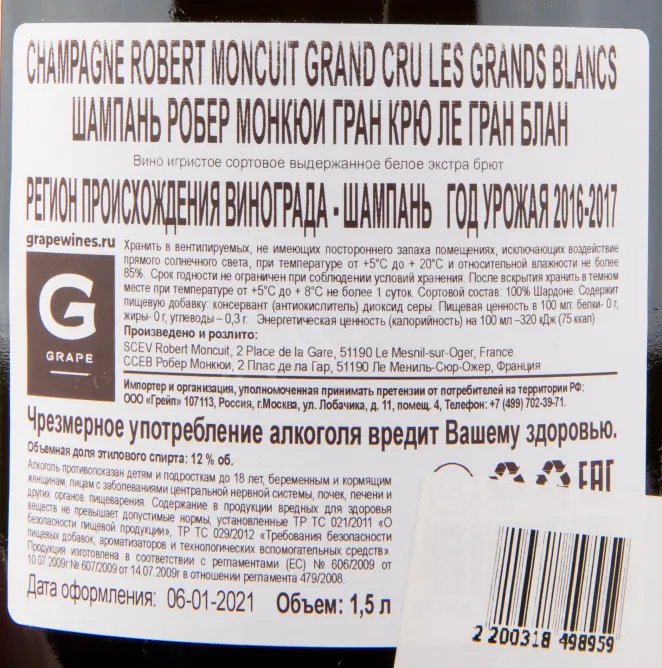 CHAMPAGNE ROBERT MONCUIT GRAND CRU LES GRANDS BLANCS
ШАМПАНЬ РОБЕР МОНКЮИ ГРАН КРЮ ЛЕ ГРАН БЛАН
Вино игристое сортовое выдержанное белое экстра брют
РЕГИОН ПРОИСХОЖДЕНИЯ ВИНОГРАДА - ШАМПАНЬ ГОД УРОЖАЯ 2016-2017
grapewines.ru
G
GRAPE
Хранить в вентилируемых, не имеющих постороннего запаха помещениях, исключающих воздействие
прямого солнечного света, при температуре от +5°С до + 20°С и относительной влажности не более
85%. Срок годности не ограничен при соблюдении условий хранения. После вскрытия хранить в темном
месте при температуре от +5°С до + 8°С не более 1 суток. Сортовой состав: 100% Шардоне. Содержит
пищевую добавку: консервант (антиокислитель) диоксид серы. Пищевая ценность в 100 мл: белки- 0 г,
жиры- 0 г, углеводы – 0,3 г. Энергетическая ценность (калорийность) на 100 мл –320 кДж (75 ккал)
Произведено и розлито:
SCEV Robert Moncuit, 2 Place de la Gare, 51190 Le Mesnil-sur-Oger, France
ССЕВ Робер Монкюи, 2 Плас де ла Гар, 51190 Ле Мениль-Сюр-Ожер, Франция
Импортер и организация, уполномоченная принимать претензии от потребителей на территории РФ:
ООО «Грейп» 107113, Россия, г.Москва, ул. Лобачика, д. 11, помещ. 4, Телефон: +7 (499) 702-39-71.
Чрезмерное употребление алкоголя вредит Вашему здоровью.
Объемная доля этилового спирта: 12 % об.
Алкоголь противопоказан детям и подросткам до 18 лет, беременным и кормящим
женщинам, лицам с заболеваниями центральной нервной системы, почек, печени и
других органов пищеварения. Содержание в продукции вредных для здоровья
веществ не превышает допустимые нормы, установленные ТР ТС 021/2011 «О
безопасности пищевой продукции», ТР ТС 029/2012 «Требования безопасности
пищевых добавок, ароматизаторов и технологических вспомогательных средств».
Продукция изготовлена в соответствии с регламентами (ЕС) № 606/2009 от
10.07.2009г № 607/2009 от 14.07.2009г в отношении регламента 479/2008.
Дата оформления: 06-01-2021 Объем: 1,5 л
EAC
2 200318 498959